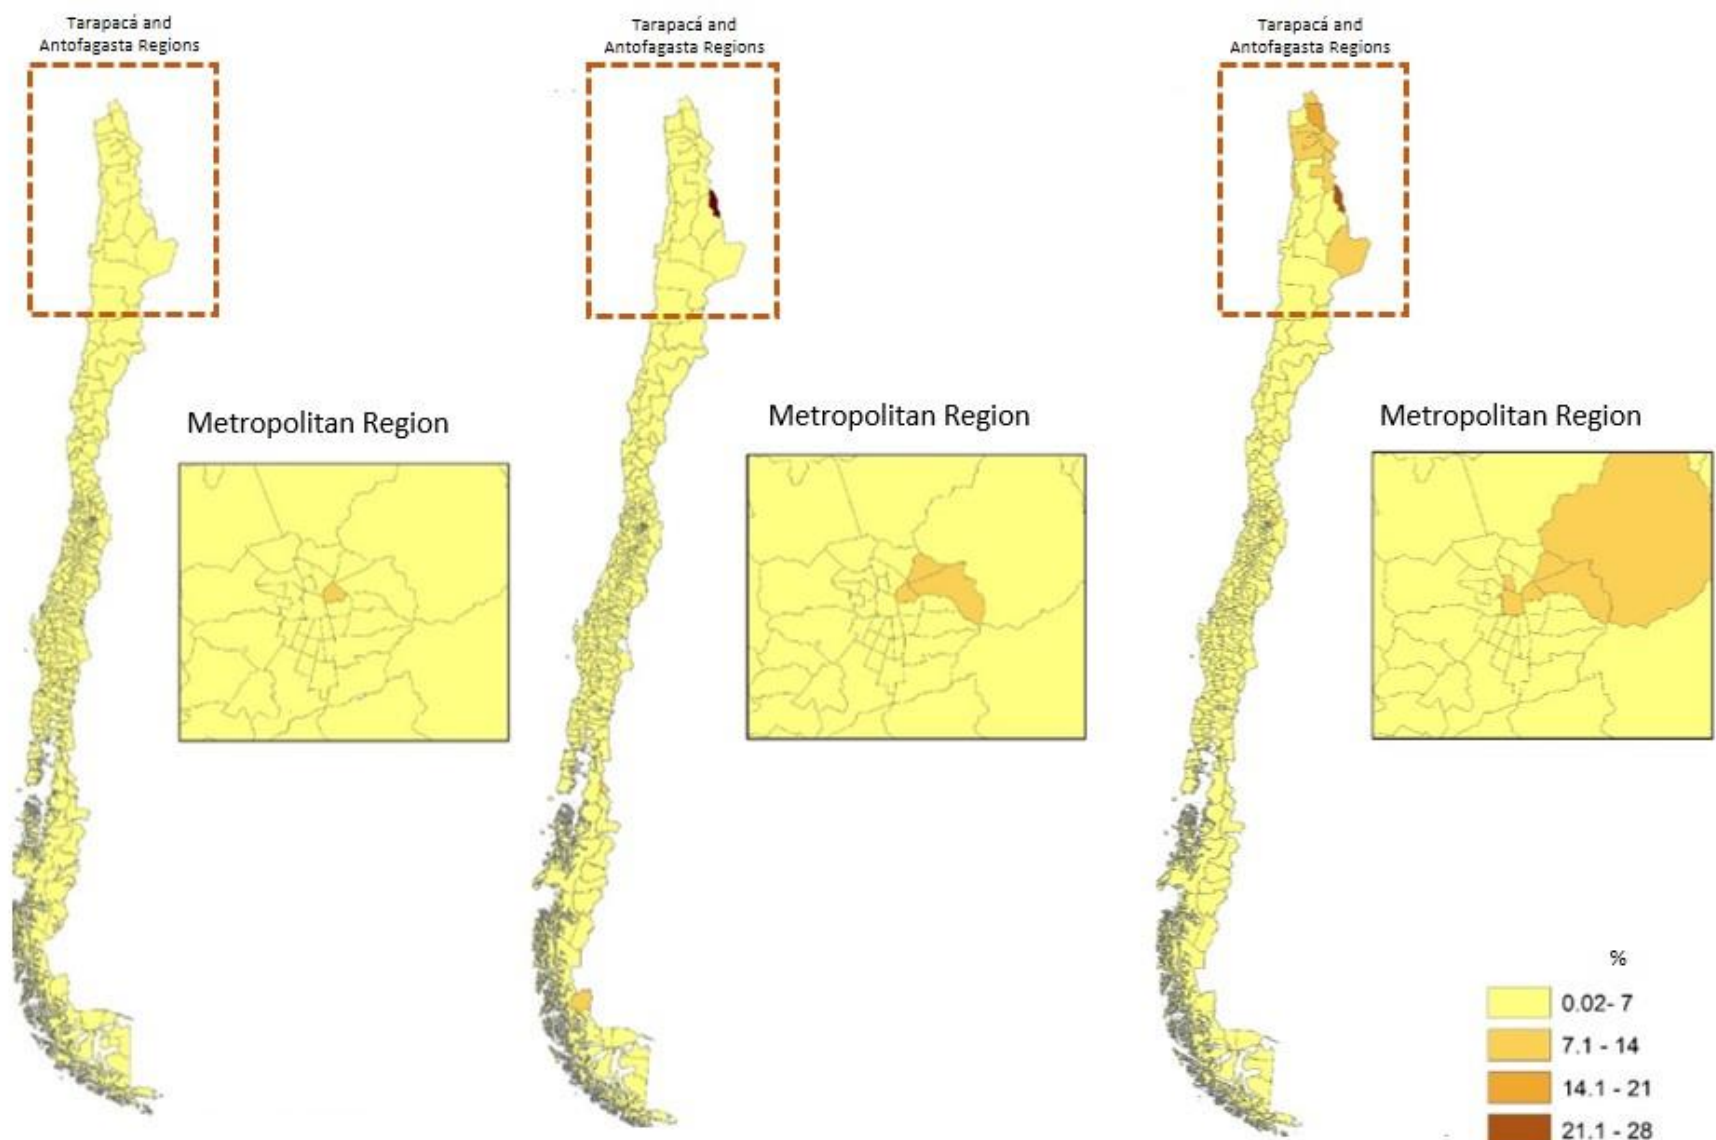 Tarapacá and
Antofagasta Regions
Tarapacá and
Antofagasta Regions
Tarapacá and
Antofagasta Regions
Metropolitan Region
Metropolitan Region
Metropolitan Region
%
0.02- 7
7.1 - 14
14.1 - 21
21.1 - 28